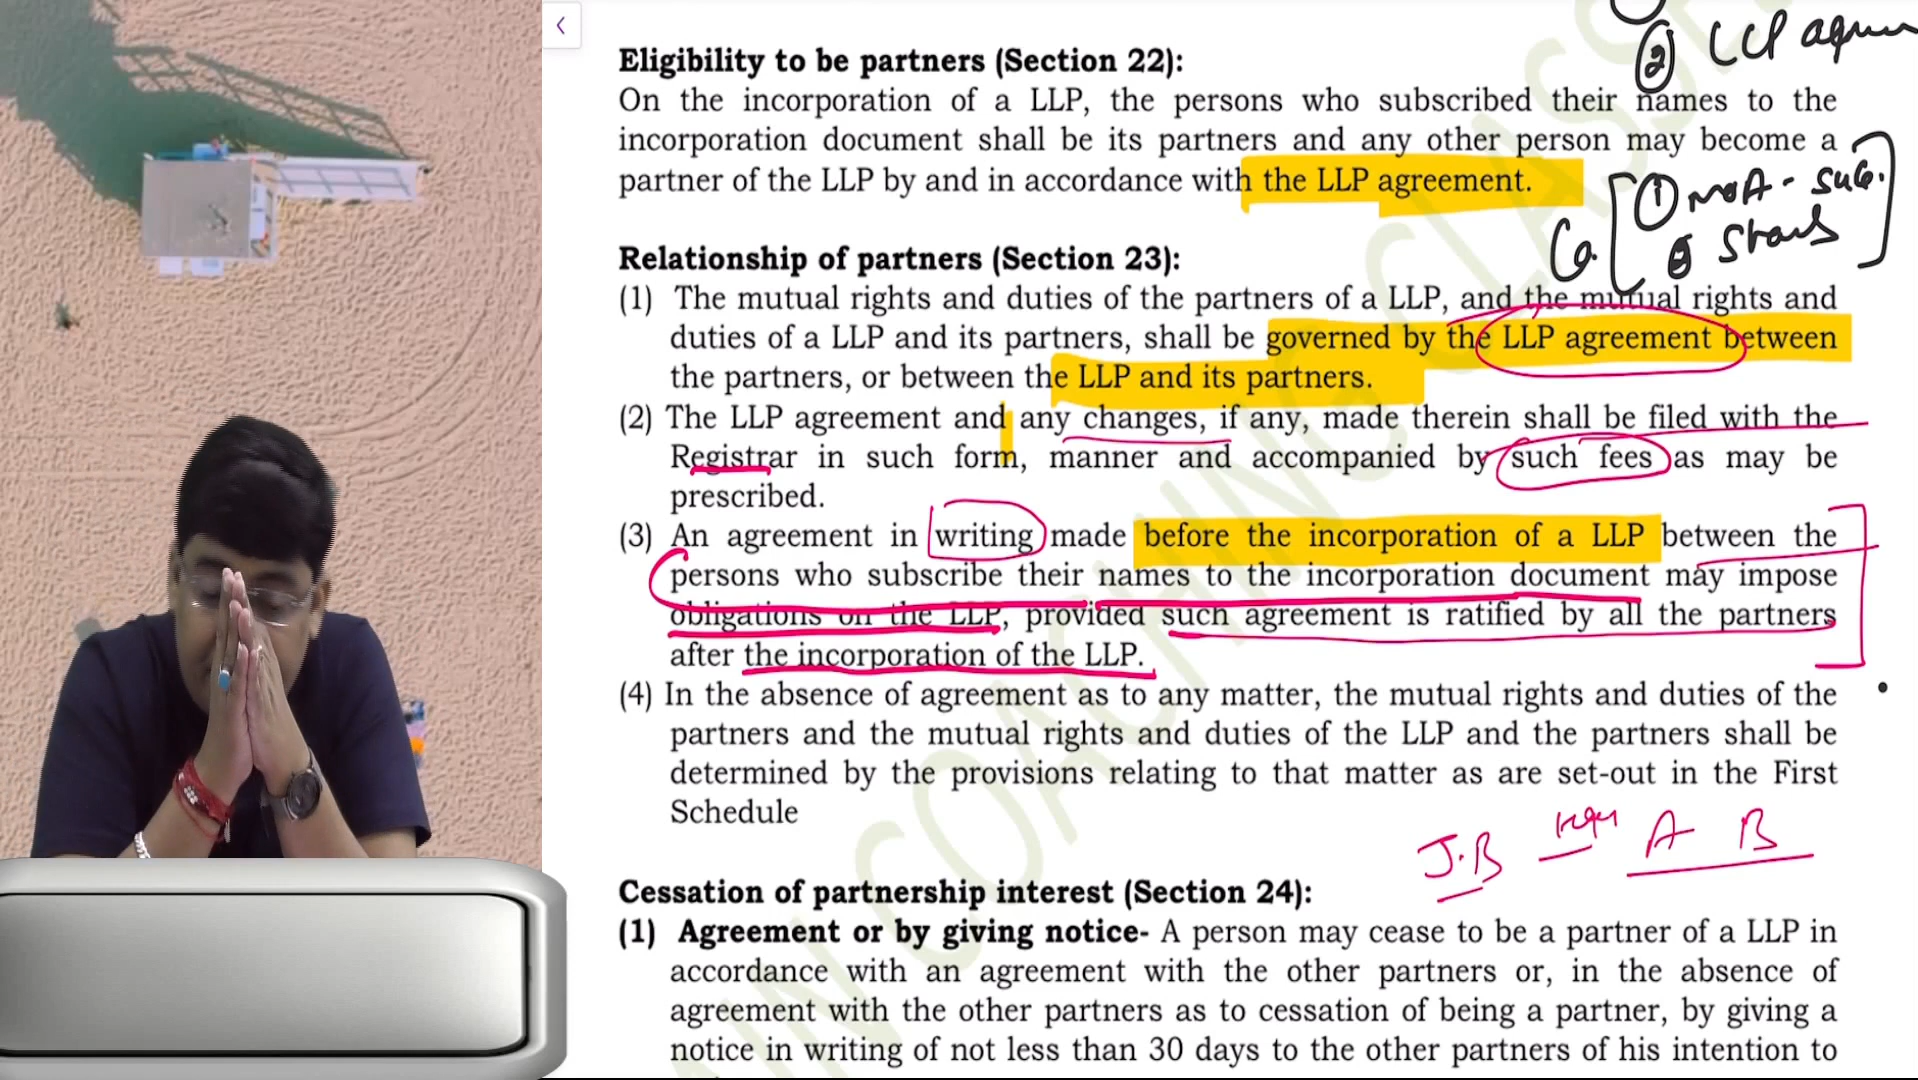 ② LLP agree
Eligibility to be partners (Section 22):
On the incorporation of a LLP, the persons who subscribed their names to the
incorporation document shall be its partners and any other person may become a
partner of the LLP by and in accordance with the LLP agreement.
Co. ① MOA - sub.
② Shares
Relationship of partners (Section 23):
(1) The mutual rights and duties of the partners of a LLP, and the mutual rights and
duties of a LLP and its partners, shall be governed by the LLP agreement between
the partners, or between the LLP and its partners.
(2) The LLP agreement and any changes, if any, made therein shall be filed with the
Registrar in such form, manner and accompanied by such fees as may be
prescribed.
(3) An agreement in writing made before the incorporation of a LLP between the
persons who subscribe their names to the incorporation document may impose
obligations on the LLP, provided such agreement is ratified by all the partners
after the incorporation of the LLP.
(4) In the absence of agreement as to any matter, the mutual rights and duties of the
partners and the mutual rights and duties of the LLP and the partners shall be
determined by the provisions relating to that matter as are set-out in the First
Schedule
J.B A B
Cessation of partnership interest (Section 24):
(1) Agreement or by giving notice- A person may cease to be a partner of a LLP in
accordance with an agreement with the other partners or, in the absence of
agreement with the other partners as to cessation of being a partner, by giving a
notice in writing of not less than 30 days to the other partners of his intention to
COACHING CLASSE